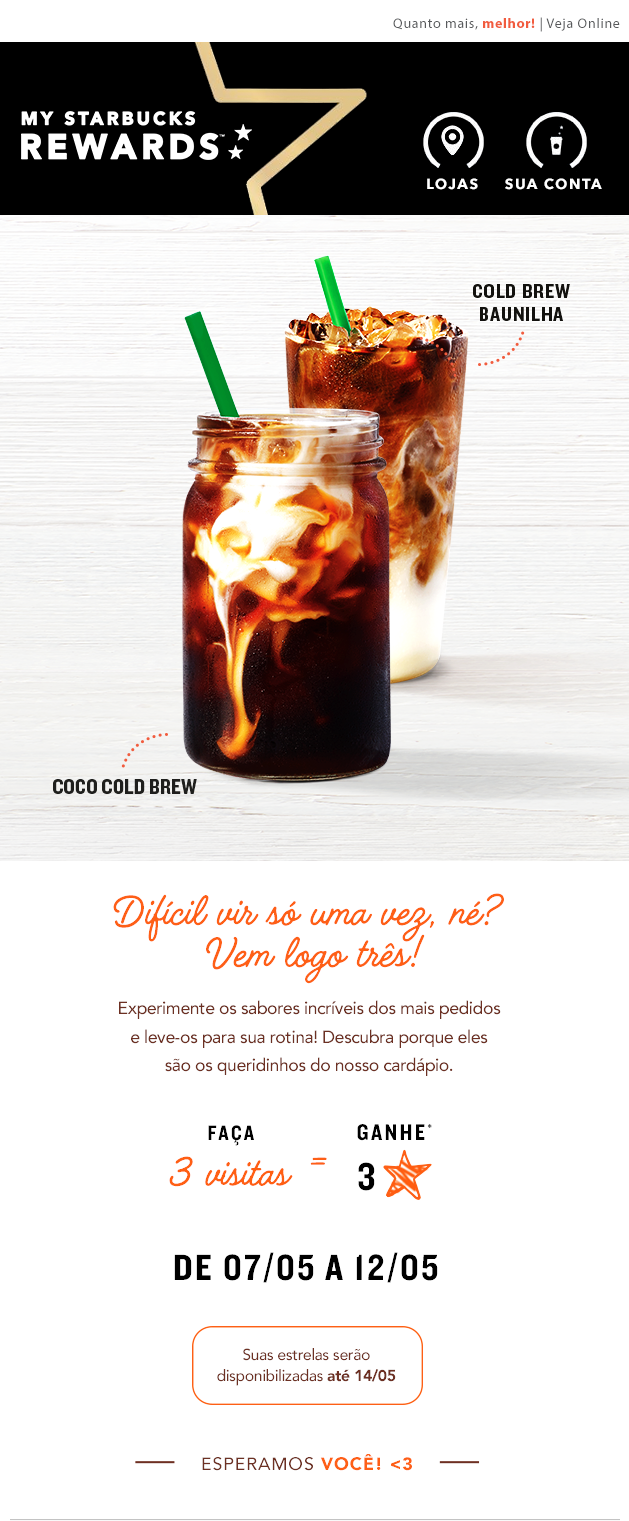 Quanto mais, melhor! | Veja Online
MY STARBUCKS
REWARDS™
LOJAS
SUA CONTA
COLD BREW
BAUNILHA
COCO COLD BREW
Difícil vir só uma vez, né?
Vem logo três!
Experimente os sabores incríveis dos mais pedidos
e leve-os para sua rotina! Descubra porque eles
são os queridinhos do nosso cardápio.
FAÇA
3 visitas
=
GANHE*
3
DE 07/05 A 12/05
Suas estrelas serão
disponibilizadas até 14/05
ESPERAMOS VOCÊ! <3